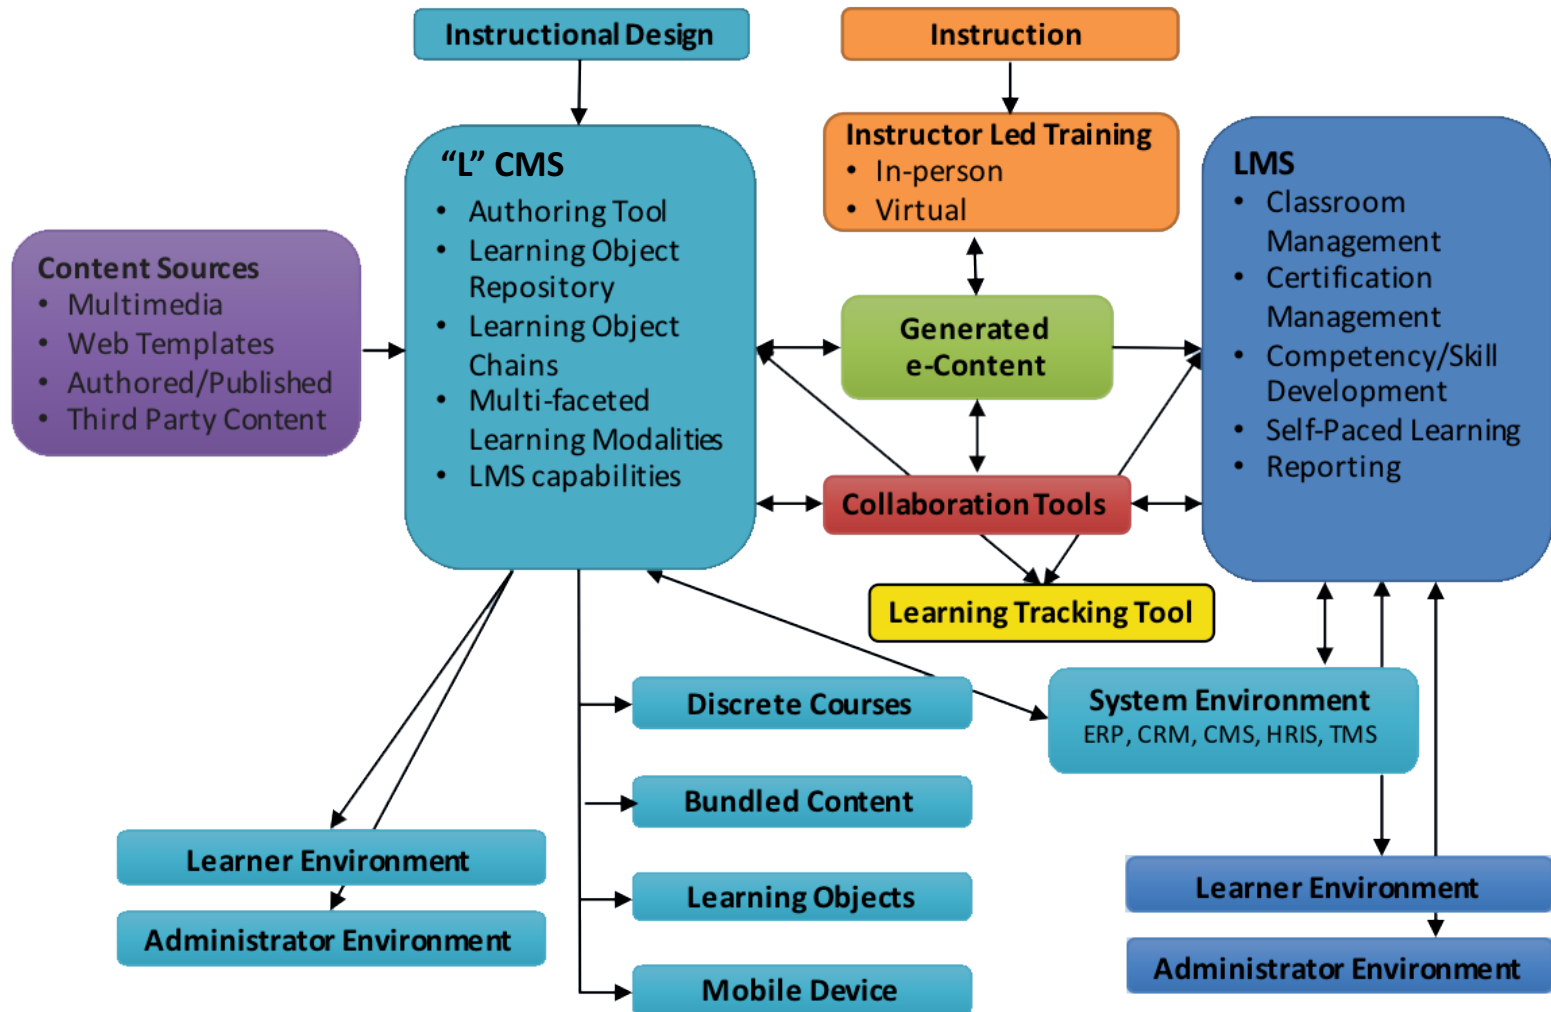 Instructional Design
Instruction
“L” CMS
• Authoring Tool
• Learning Object
Repository
• Learning Object
Chains
• Multi-faceted
Learning Modalities
• LMS capabilities
Instructor Led Training
• In-person
• Virtual
LMS
• Classroom
Management
• Certification
Management
• Competency/Skill
Development
• Self-Paced Learning
• Reporting
Content Sources
• Multimedia
• Web Templates
• Authored/Published
• Third Party Content
Generated
e-Content
Collaboration Tools
Learning Tracking Tool
System Environment
ERP, CRM, CMS, HRIS, TMS
Discrete Courses
Bundled Content
Learning Objects
Mobile Device
Learner Environment
Administrator Environment
Learner Environment
Administrator Environment